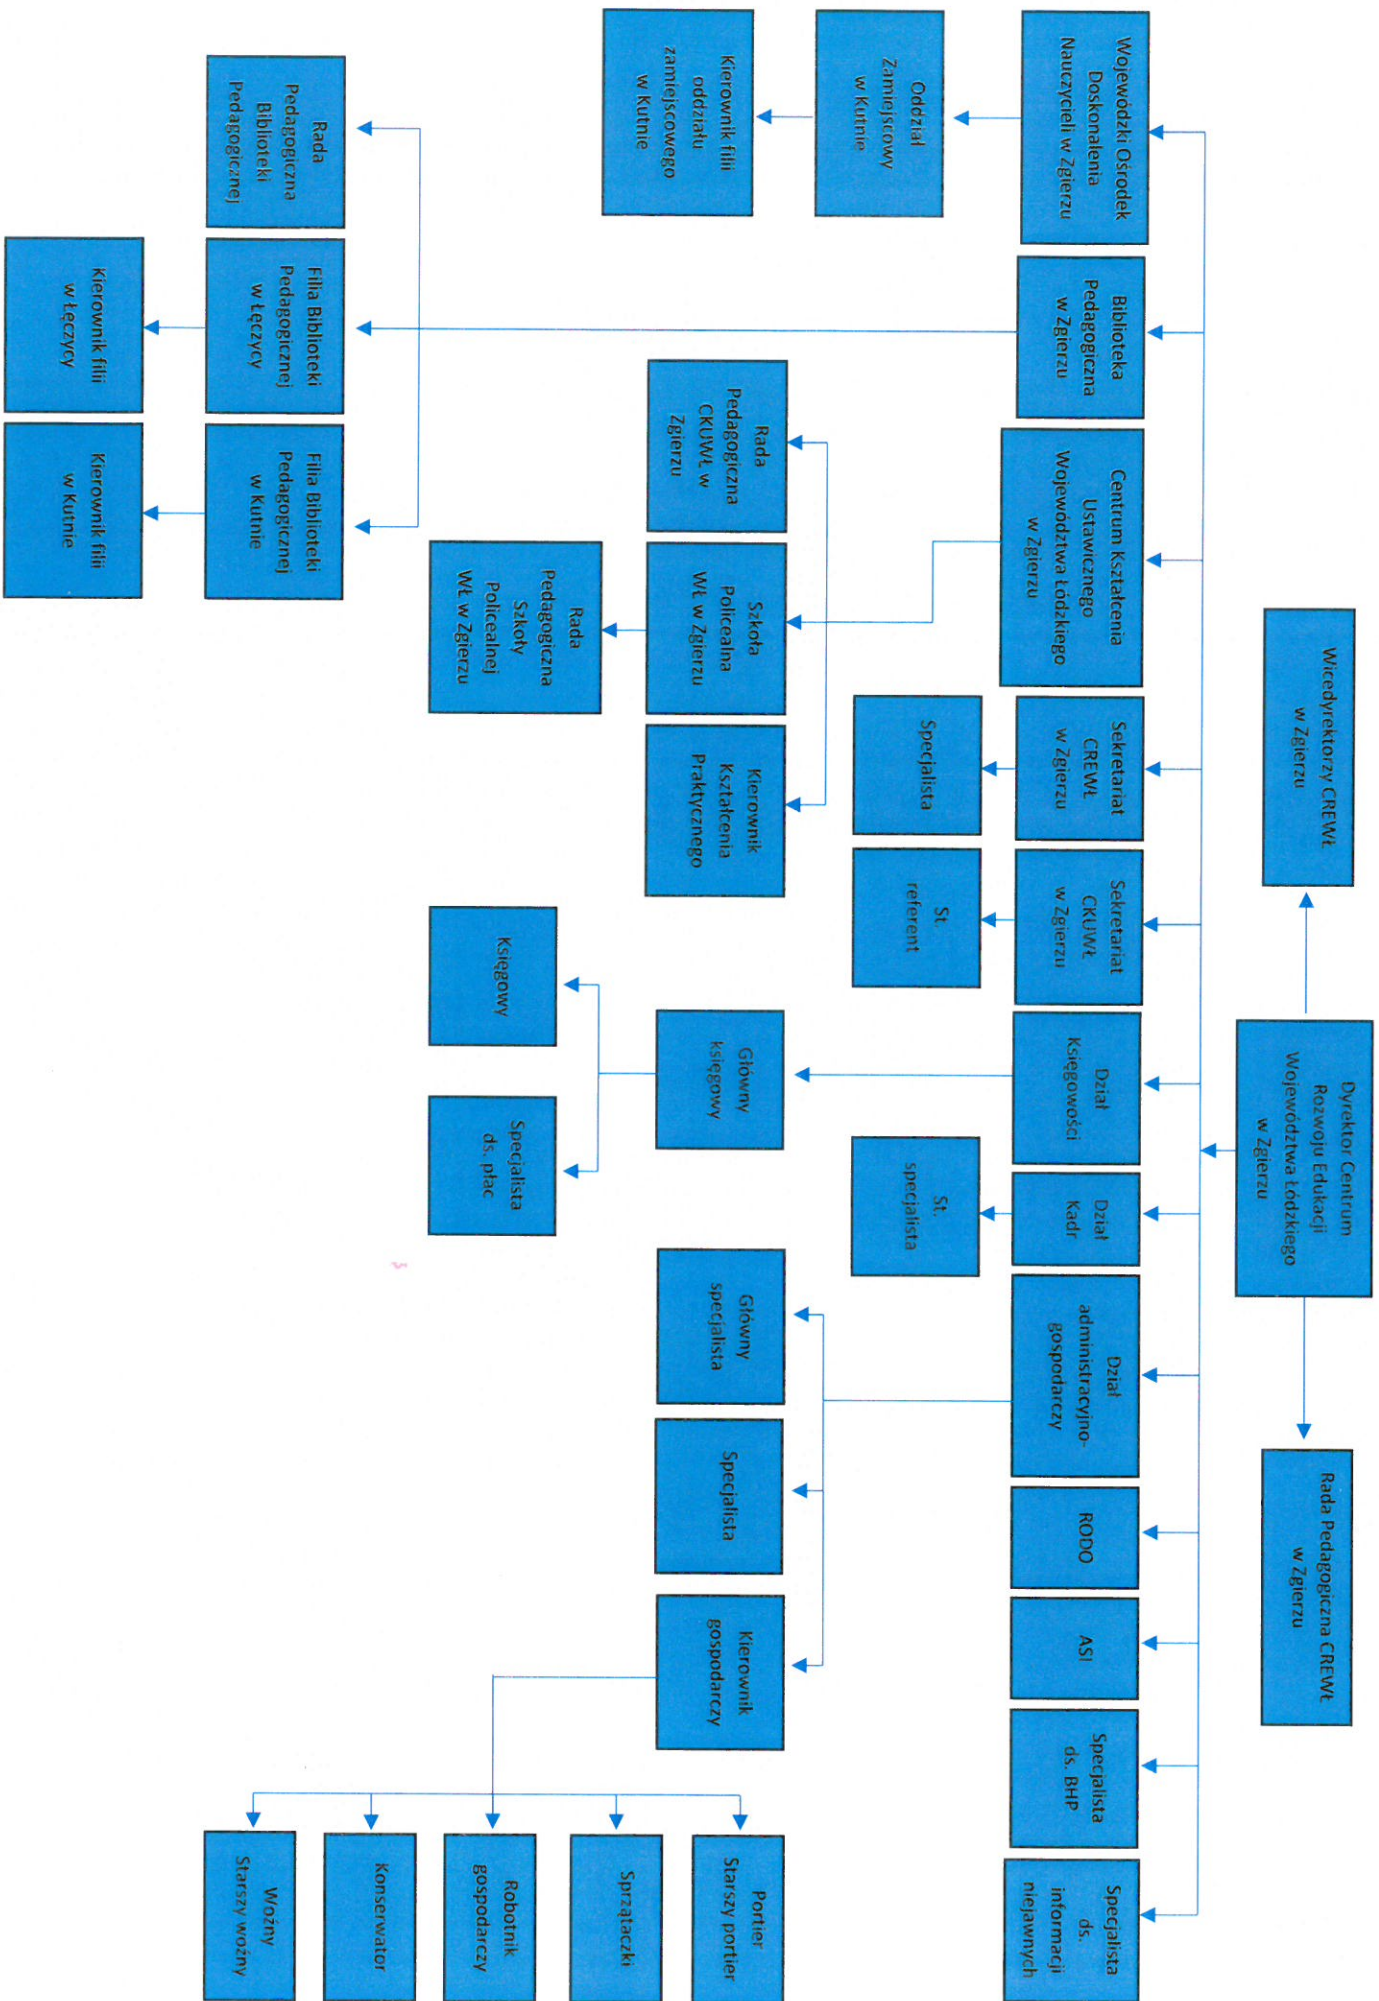 Dyrektor Centrum
Rozwoju Edukacji
Województwa Łódzkiego
w Zgierzu
Wicedyrektorzy CREWŁ
w Zgierzu
Rada Pedagogiczna CREWŁ
w Zgierzu
Wojewódzki Ośrodek
Doskonalenia
Nauczycieli w Zgierzu
Biblioteka
Pedagogiczna
w Zgierzu
Centrum Kształcenia
Ustawicznego
Województwa Łódzkiego
w Zgierzu
Sekretariat
CREWŁ
w Zgierzu
Sekretariat
CKUWŁ
w Zgierzu
Dział
Księgowości
Dział
Kadr
Dział
administracyjno-
gospodarczy
RODO
ASI
Specjalista
ds. BHP
Specjalista
ds.
informacji
niejawnych
Oddział
Zamiejscowy
w Kutnie
Specjalista
St.
referent
St.
specjalista
Kierownik filii
oddziału
zamiejscowego
w Kutnie
Rada
Pedagogiczna
CKUWŁ w
Zgierzu
Szkoła
Policealna
WŁ w Zgierzu
Kierownik
Kształcenia
Praktycznego
Główny
księgowy
Główny
specjalista
Specjalista
Kierownik
gospodarczy
Portier
Starszy portier
Sprzątaczki
Robotnik
gospodarczy
Konserwator
Woźny
Starszy woźny
Rada
Pedagogiczna
Szkoły
Policealnej
WŁ w Zgierzu
Księgowy
Specjalista
ds. płac
Rada
Pedagogiczna
Biblioteki
Pedagogicznej
Filia Biblioteki
Pedagogicznej
w Łęczycy
Filia Biblioteki
Pedagogicznej
w Kutnie
Kierownik filii
w Łęczycy
Kierownik filii
w Kutnie